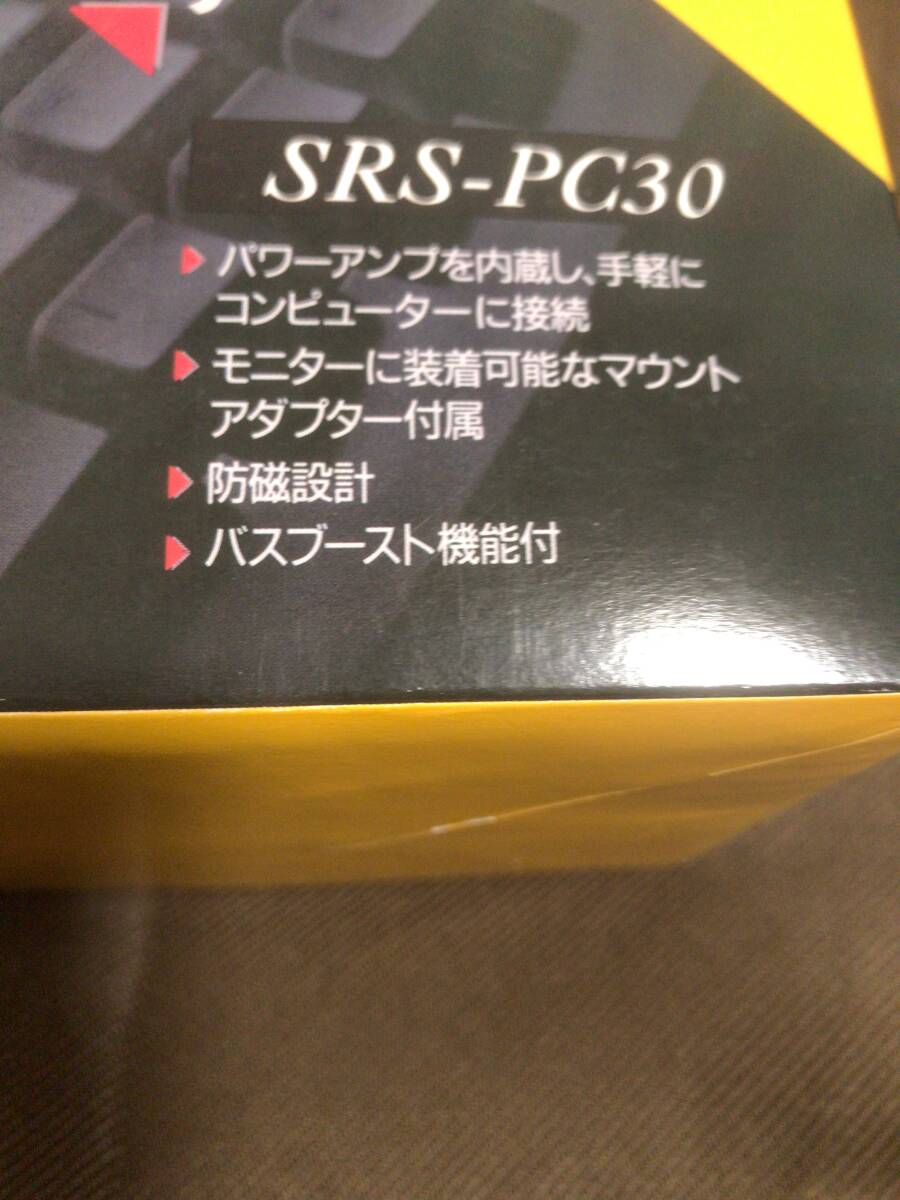 SRS-PC30
パワーアンプを内蔵し、手軽に
コンピューターに接続
モニターに装着可能なマウント
アダプター付属
防磁設計
バスブースト機能付